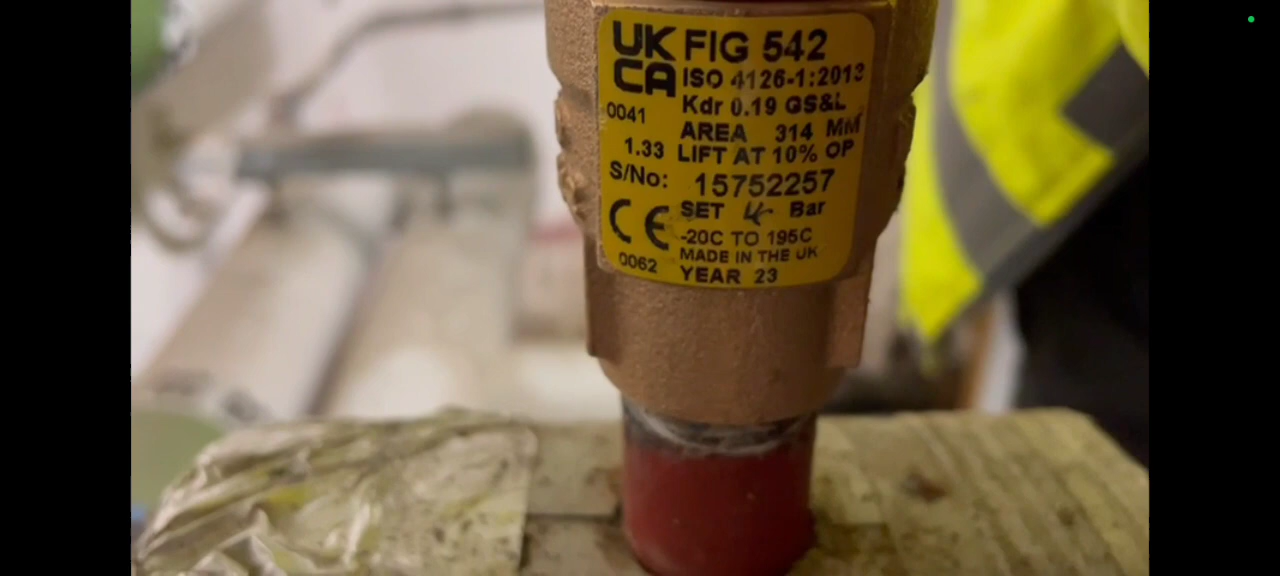 UK CA FIG 542
ISO 4126-1:2013
Kdr 0.19 GS&L
0041
AREA 314 MM
1.33 LIFT AT 10% OP
S/No: 15752257
CE SET 4 Bar
-20C TO 195C
MADE IN THE UK
0062 YEAR 23